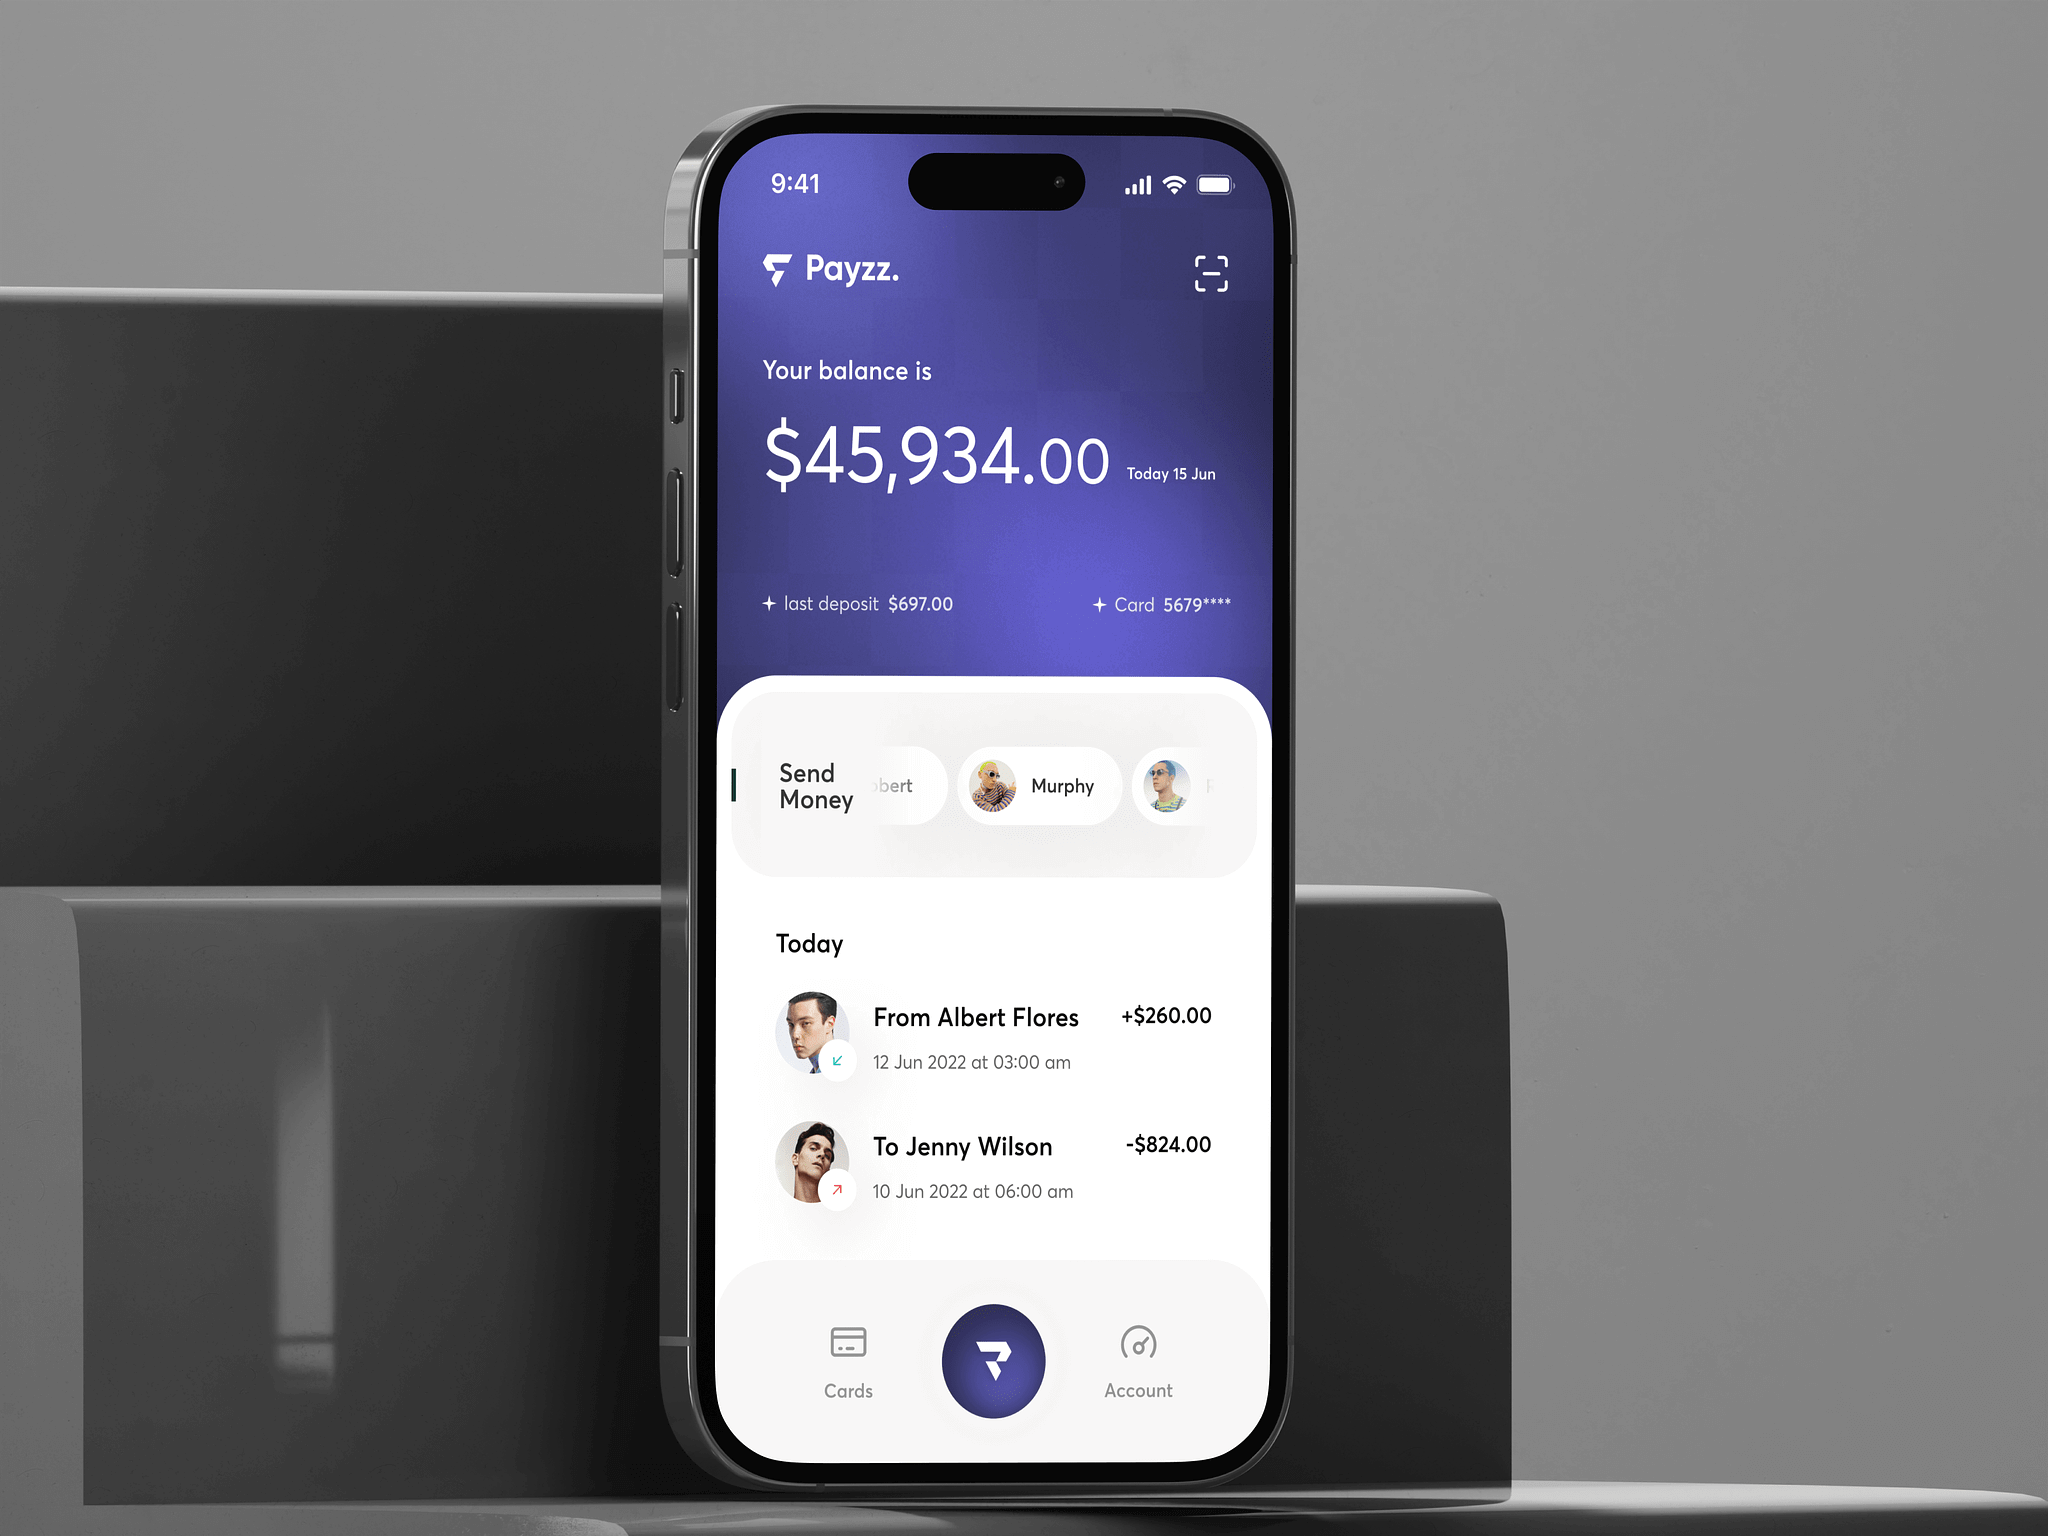 9:41
Payzz.
Your balance is
$45,934.00 Today 15 Jun
last deposit $697.00 Card 5679****
Send
Money
obert
Murphy
Today
From Albert Flores +$260.00
12 Jun 2022 at 03:00 am
To Jenny Wilson -$824.00
10 Jun 2022 at 06:00 am
Cards
Account